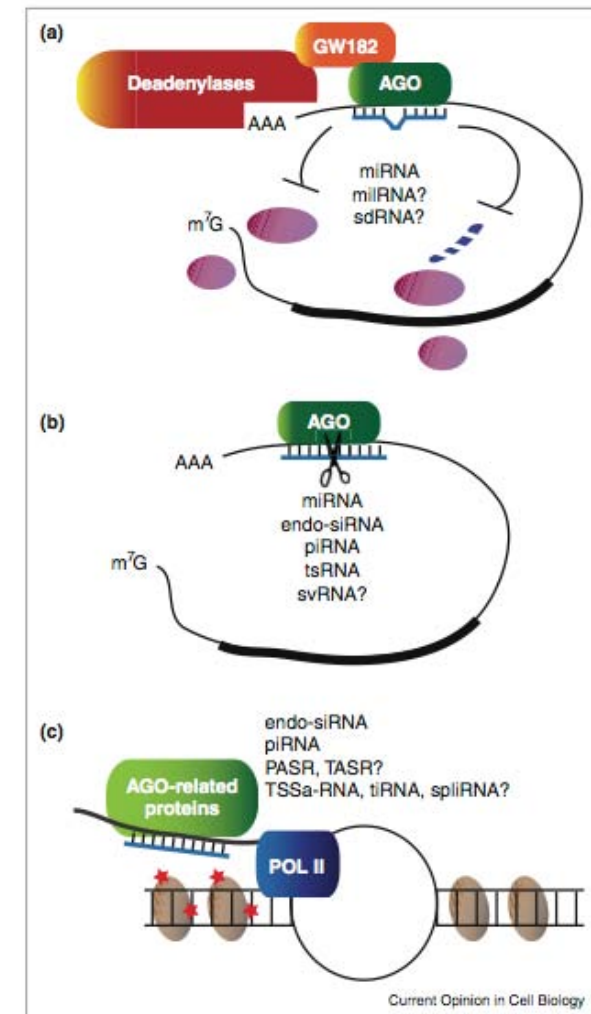 (a)
GW182
Deadenylases
AGO
AAA
miRNA
milRNA?
sdRNA?
m⁷G
(b)
AGO
AAA
miRNA
endo-siRNA
piRNA
tsRNA
svRNA?
m⁷G
(c)
endo-siRNA
piRNA
PASR, TASR?
TSSa-RNA, tiRNA, spliRNA?
AGO-related
proteins
POL II
Current Opinion in Cell Biology